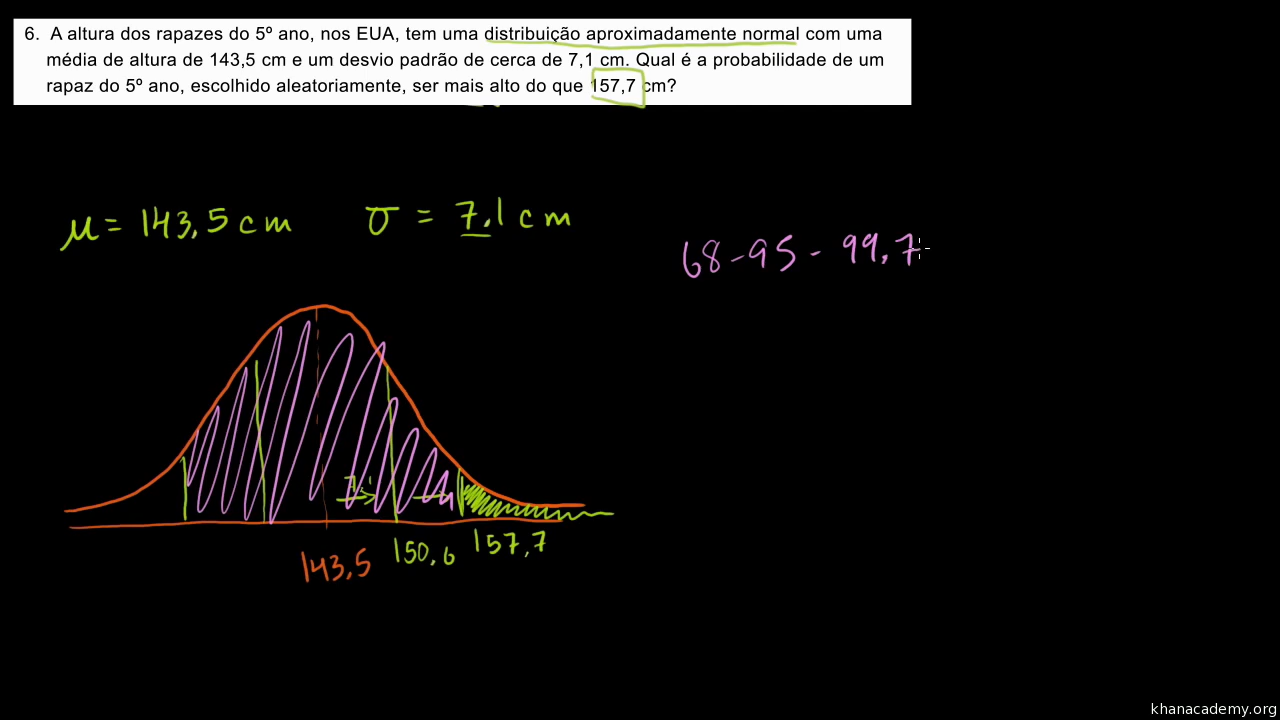 6. A altura dos rapazes do 5º ano, nos EUA, tem uma distribuição aproximadamente normal com uma
média de altura de 143,5 cm e um desvio padrão de cerca de 7,1 cm. Qual é a probabilidade de um
rapaz do 5º ano, escolhido aleatoriamente, ser mais alto do que 157,7 cm?
μ = 143,5 cm σ = 7.1 cm
68-95-99.7
143,5 150,6 157,7
khanacademy.org